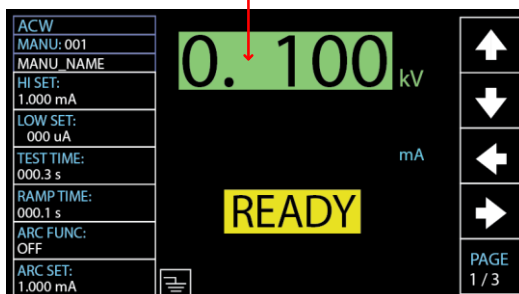 ACW
MANU: 001
MANU_NAME
HI SET:
1.000 mA
LOW SET:
000 uA
TEST TIME:
000.3 s
RAMP TIME:
000.1 s
ARC FUNC:
OFF
ARC SET:
1.000 mA
0. 100 kV
mA
READY
PAGE
1 / 3